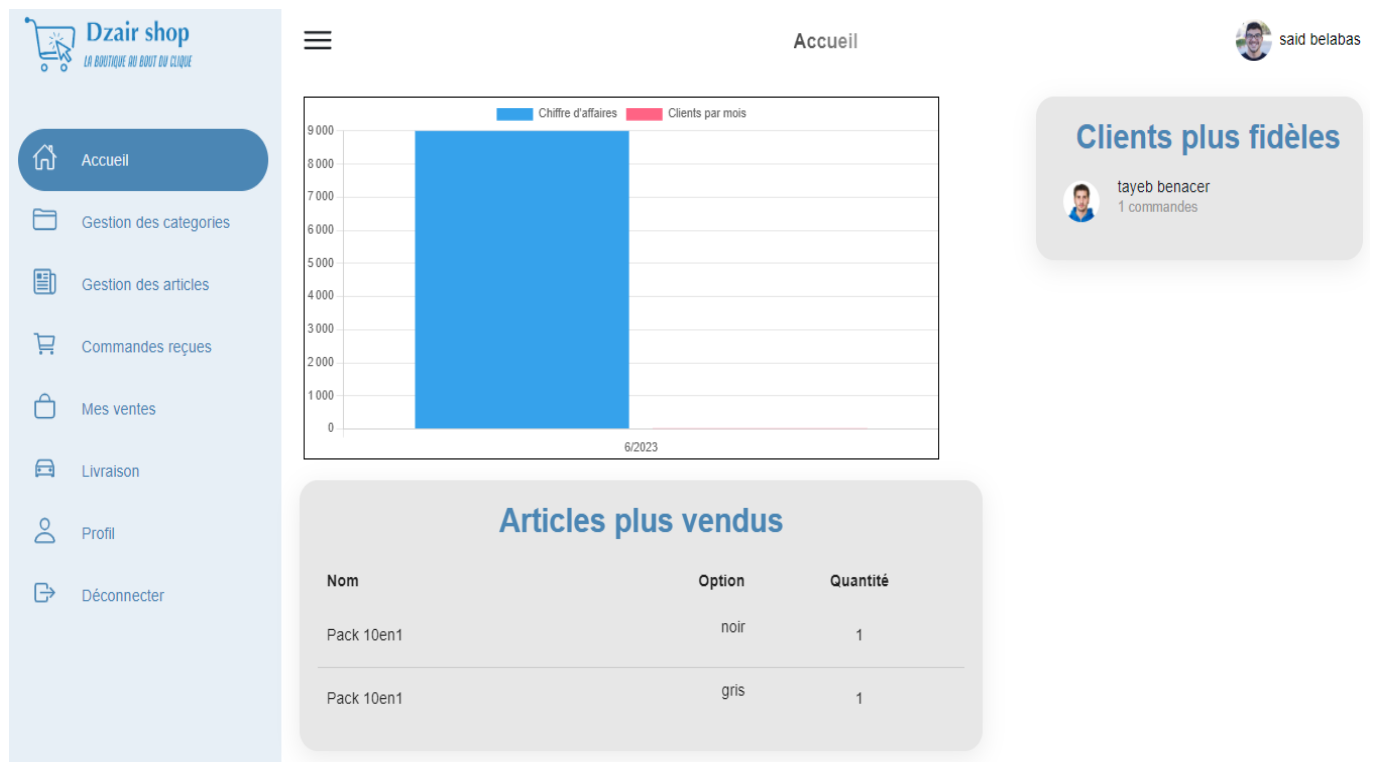 Dzair shop
LA BOUTIQUE AU BOUT DU CLIQUE
Accueil
Gestion des categories
Gestion des articles
Commandes reçues
Mes ventes
Livraison
Profil
Déconnecter
Accueil
said belabas
Chiffre d'affaires Clients par mois
9 000
8 000
7 000
6 000
5 000
4 000
3 000
2 000
1 000
0
6/2023
Clients plus fidèles
tayeb benacer
1 commandes
Articles plus vendus
Nom Option Quantité
Pack 10en1 noir 1
Pack 10en1 gris 1